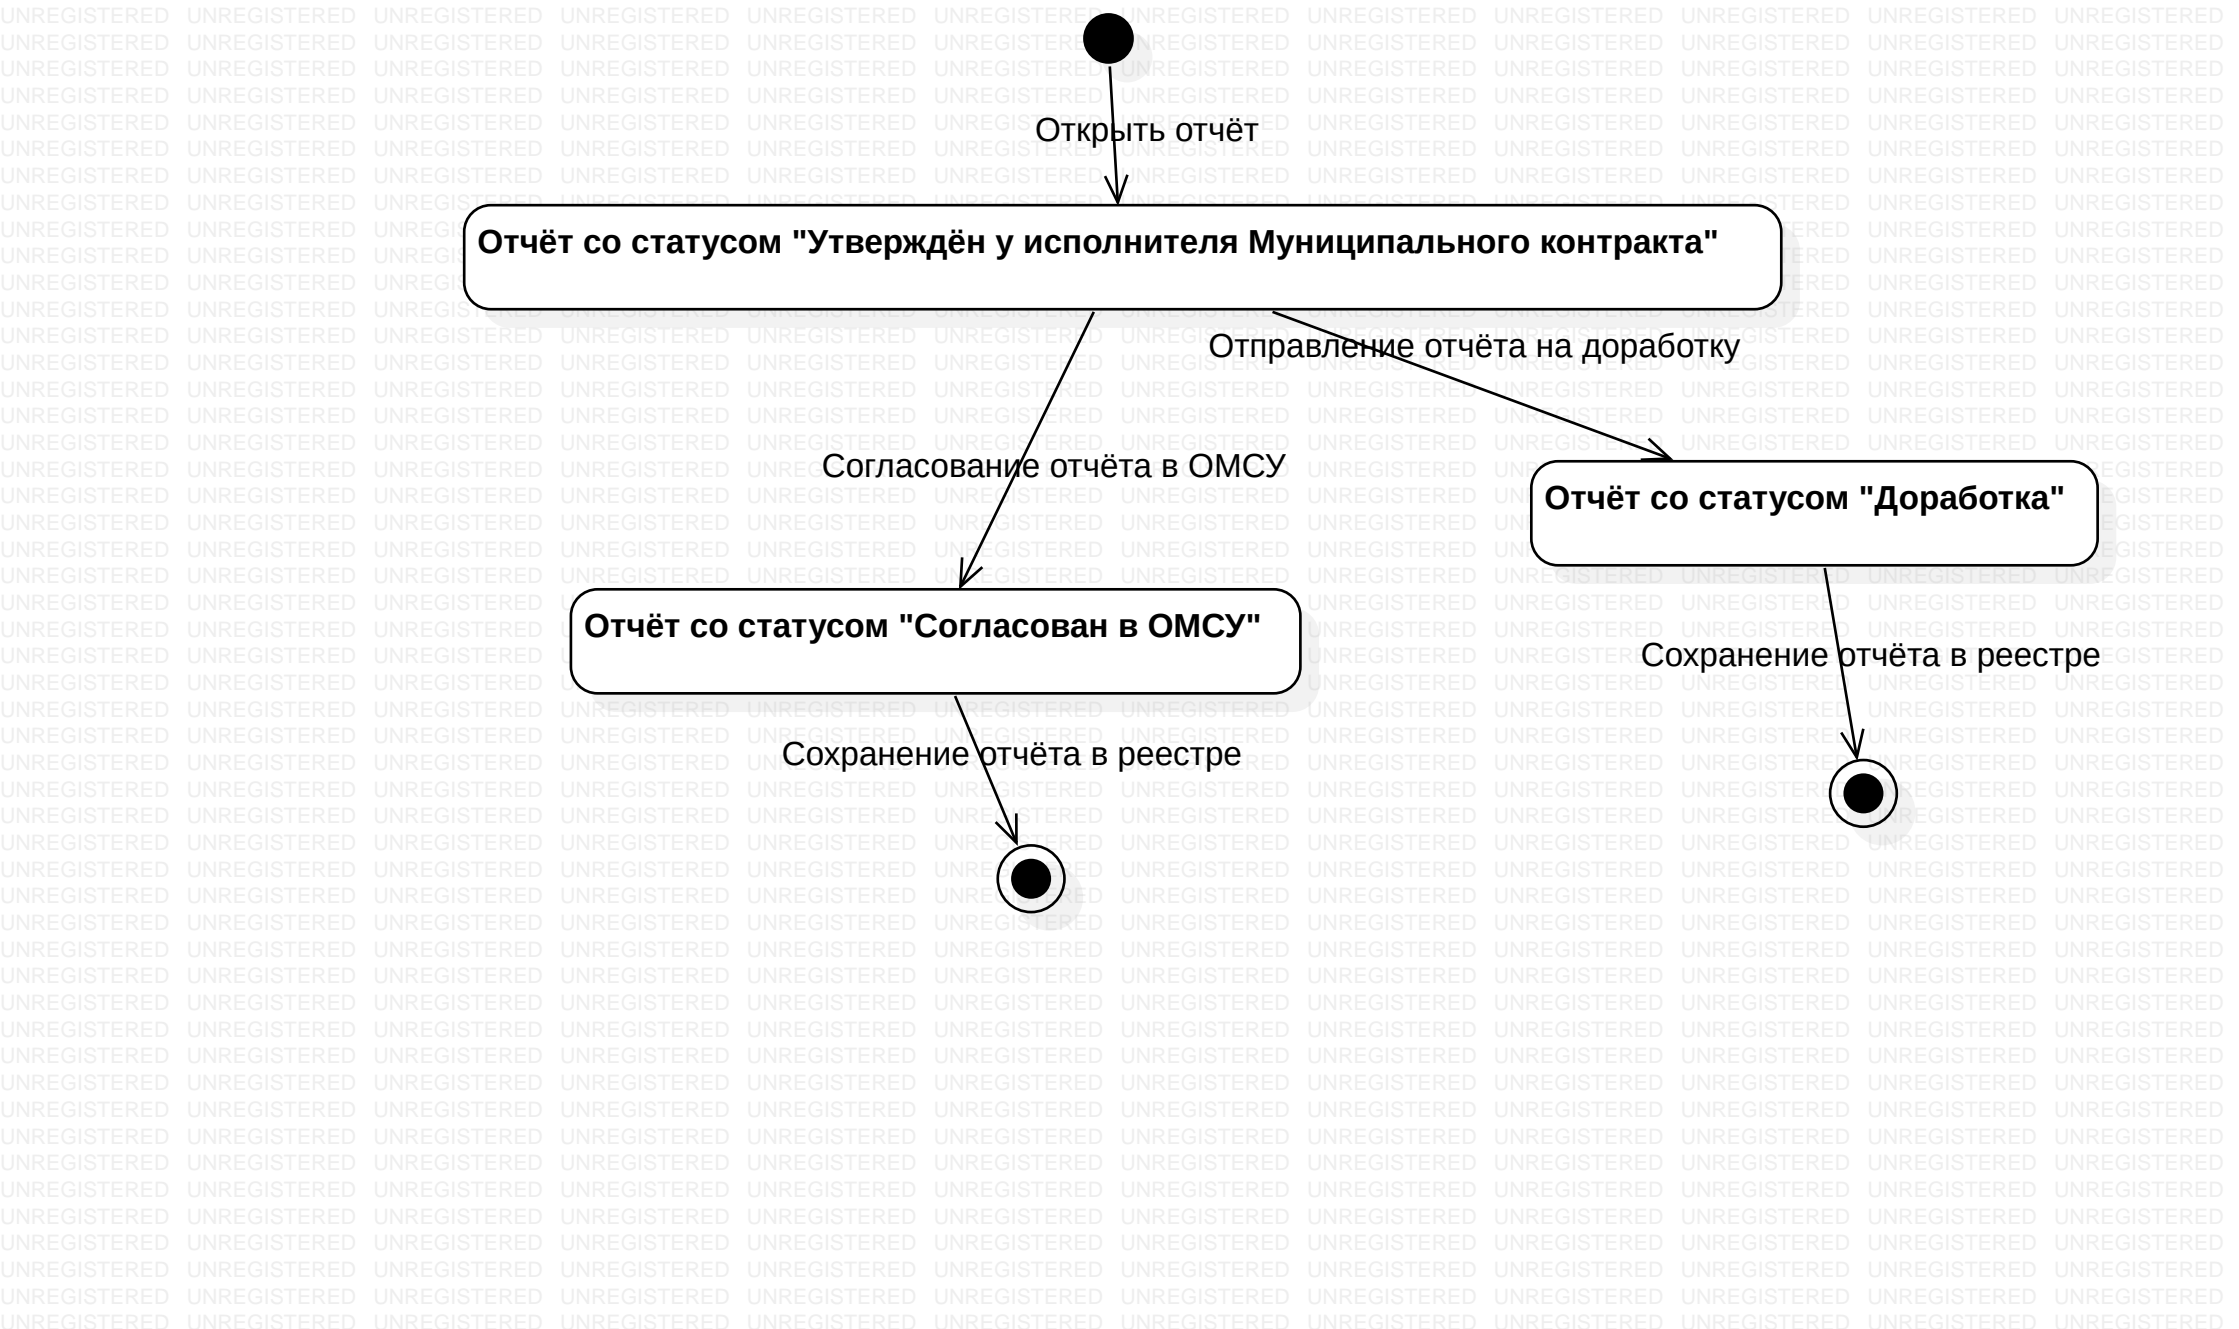 Открыть отчёт
Отчёт со статусом "Утверждён у исполнителя Муниципального контракта"
Отправление отчёта на доработку
Согласование отчёта в ОМСУ
Отчёт со статусом "Доработка"
Отчёт со статусом "Согласован в ОМСУ"
Сохранение отчёта в реестре
Сохранение отчёта в реестре
UNREGISTERED